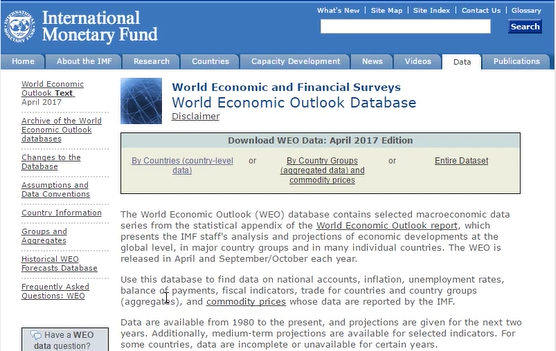 What's New | Site Map | Site Index | Contact Us | Glossary
International
Monetary Fund
Search
Home
About the IMF
Research
Countries
Capacity Development
News
Videos
Data
Publications
World Economic
Outlook Text
April 2017
Archive of the World
Economic Outlook
databases
Changes to the
Database
Assumptions and
Data Conventions
Country Information
Groups and
Aggregates
Historical WEO
Forecasts Database
Frequently Asked
Questions: WEO
Have a WEO
data question?
World Economic and Financial Surveys
World Economic Outlook Database
Disclaimer
Download WEO Data: April 2017 Edition
By Countries (country-level
data)
or
By Country Groups
(aggregated data) and
commodity prices
or
Entire Dataset
The World Economic Outlook (WEO) database contains selected macroeconomic data
series from the statistical appendix of the World Economic Outlook report, which
presents the IMF staff's analysis and projections of economic developments at the
global level, in major country groups and in many individual countries. The WEO is
released in April and September/October each year.
Use this database to find data on national accounts, inflation, unemployment rates,
balance of payments, fiscal indicators, trade for countries and country groups
(aggregates), and commodity prices whose data are reported by the IMF.
Data are available from 1980 to the present, and projections are given for the next two
years. Additionally, medium-term projections are available for selected indicators. For
some countries, data are incomplete or unavailable for certain years.